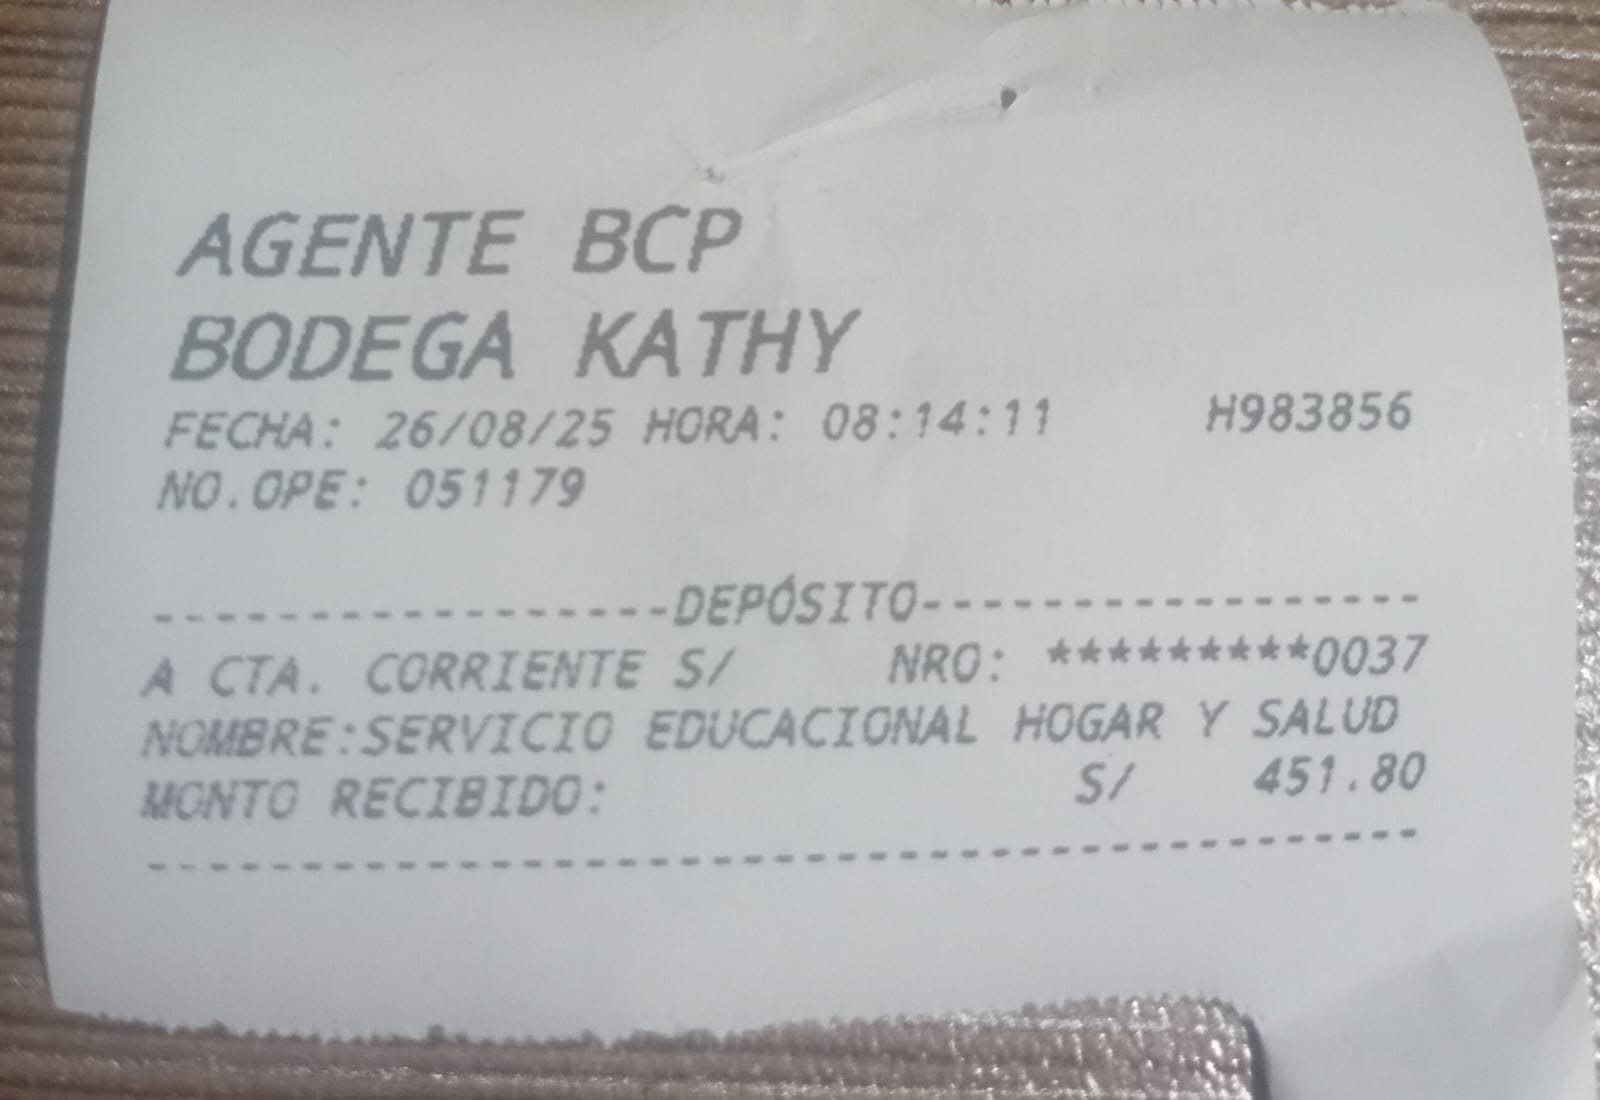 AGENTE BCP
BODEGA KATHY
FECHA: 26/08/25 HORA: 08:14:11 H983856
NO.OPE: 051179
-----------------DEPÓSITO-----------------
A CTA. CORRIENTE S/ NRO: *********0037
NOMBRE:SERVICIO EDUCACIONAL HOGAR Y SALUD
MONTO RECIBIDO: S/ 451.80
------------------------------------------